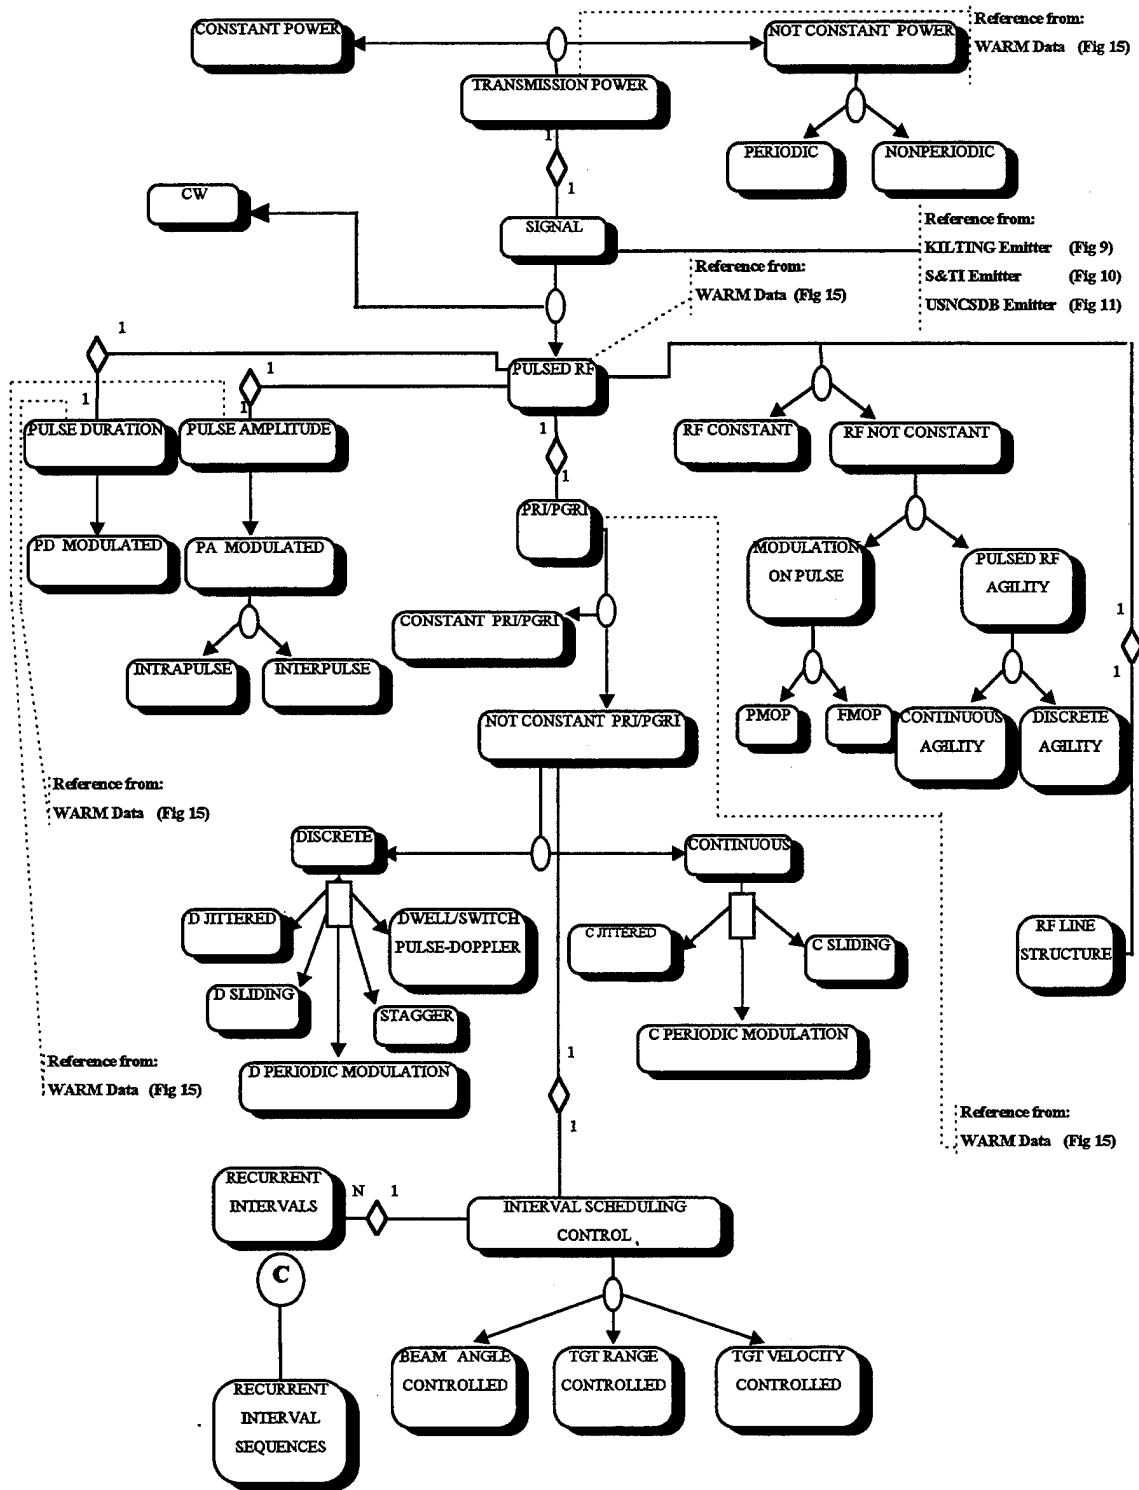 CONSTANT POWER
NOT CONSTANT POWER
Reference from:
WARM Data (Fig 15)
TRANSMISSION POWER
1
PERIODIC
NONPERIODIC
1
CW
SIGNAL
Reference from:
KILTING Emitter (Fig 9)
S&TI Emitter (Fig 10)
USNCSDB Emitter (Fig 11)
Reference from:
WARM Data (Fig 15)
1
1
PULSED RF
1
1
PULSE DURATION
PULSE AMPLITUDE
1
RF CONSTANT
RF NOT CONSTANT
1
PRI/PGRI
PD MODULATED
PA MODULATED
MODULATION
ON PULSE
PULSED RF
AGILITY
CONSTANT PRI/PGRI
1
1
INTRAPULSE
INTERPULSE
NOT CONSTANT PRI/PGRI
PMOP
FMOP
CONTINUOUS
AGILITY
DISCRETE
AGILITY
Reference from:
WARM Data (Fig 15)
DISCRETE
CONTINUOUS
D JITTERED
DWELL/SWITCH
PULSE-DOPPLER
C JITTERED
C SLIDING
RF LINE
STRUCTURE
D SLIDING
STAGGER
C PERIODIC MODULATION
Reference from:
WARM Data (Fig 15)
D PERIODIC MODULATION
1
1
Reference from:
WARM Data (Fig 15)
RECURRENT
INTERVALS
N 1
INTERVAL SCHEDULING
CONTROL
C
BEAM ANGLE
CONTROLLED
TGT RANGE
CONTROLLED
TGT VELOCITY
CONTROLLED
RECURRENT
INTERVAL
SEQUENCES